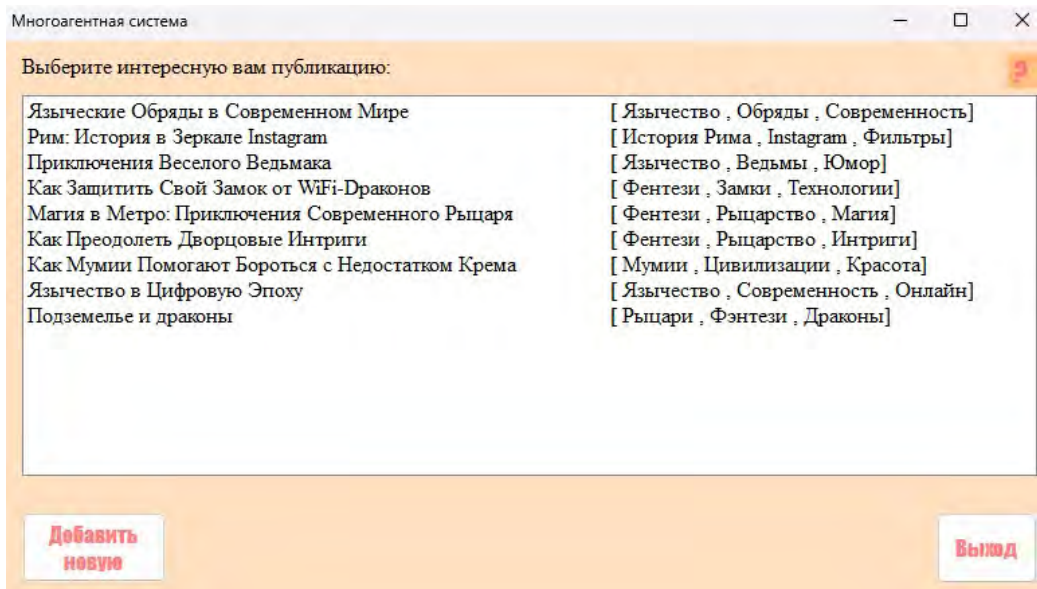 Многоагентная система
Выберите интересную вам публикацию:
?
Языческие Обряды в Современном Мире [ Язычество , Обряды , Современность]
Рим: История в Зеркале Instagram [ История Рима , Instagram , Фильтры]
Приключения Веселого Ведьмака [ Язычество , Ведьмы , Юмор]
Как Защитить Свой Замок от WiFi-Dраконов [ Фентези , Замки , Технологии]
Магия в Метро: Приключения Современного Рыцаря [ Фентези , Рыцарство , Магия]
Как Преодолеть Дворцовые Интриги [ Фентези , Рыцарство , Интриги]
Как Мумии Помогают Бороться с Недостатком Крема [ Мумии , Цивилизации , Красота]
Язычество в Цифровую Эпоху [ Язычество , Современность , Онлайн]
Подземелье и драконы [ Рыцари , Фэнтези , Драконы]
Добавить
новую
Выход